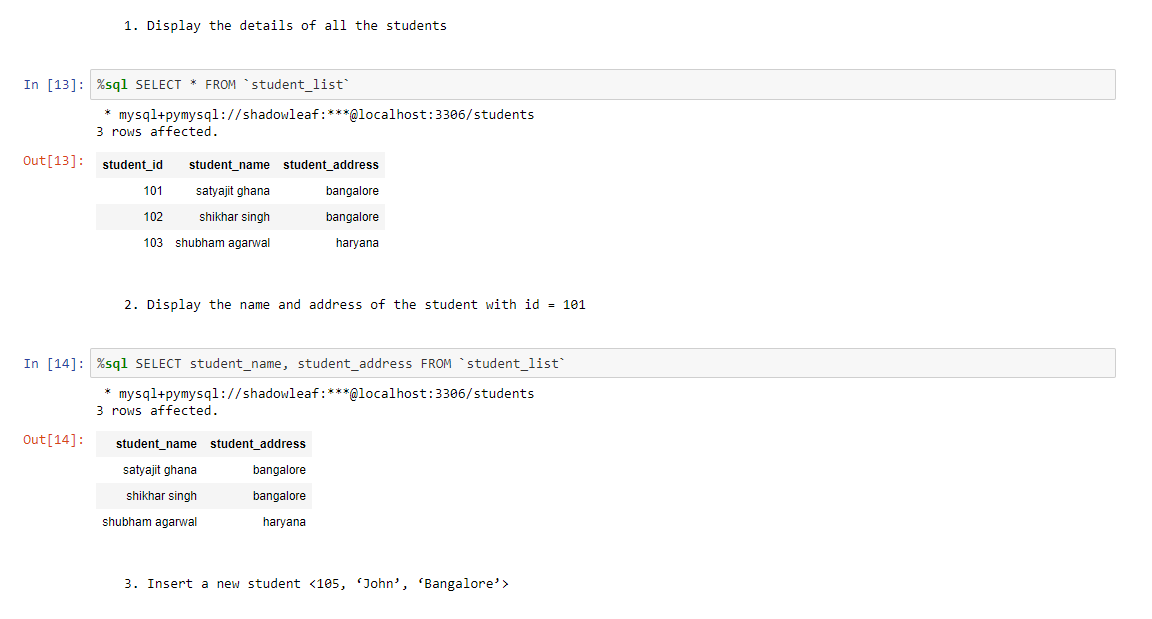 1. Display the details of all the students
In [13]: %sql SELECT * FROM `student_list`
* mysql+pymysql://shadowleaf:***@localhost:3306/students
3 rows affected.
Out[13]: student_id student_name student_address
101 satyajit ghana bangalore
102 shikhar singh bangalore
103 shubham agarwal haryana
2. Display the name and address of the student with id = 101
In [14]: %sql SELECT student_name, student_address FROM `student_list`
* mysql+pymysql://shadowleaf:***@localhost:3306/students
3 rows affected.
Out[14]: student_name student_address
satyajit ghana bangalore
shikhar singh bangalore
shubham agarwal haryana
3. Insert a new student <105, ‘John’, ‘Bangalore’>